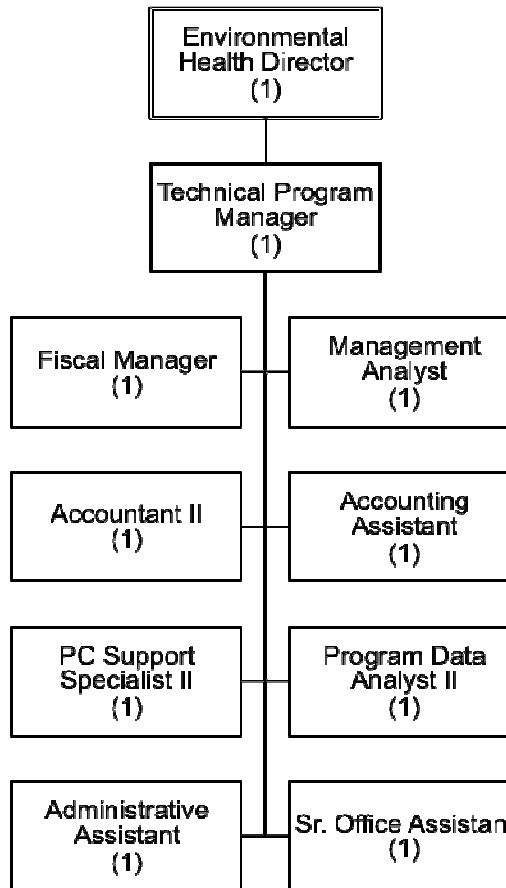 Environmental
Health Director
(1)
Technical Program
Manager
(1)
Fiscal Manager
(1)
Management
Analyst
(1)
Accountant II
(1)
Accounting
Assistant
(1)
PC Support
Specialist II
(1)
Program Data
Analyst II
(1)
Administrative
Assistant
(1)
Sr. Office Assistan
(1)